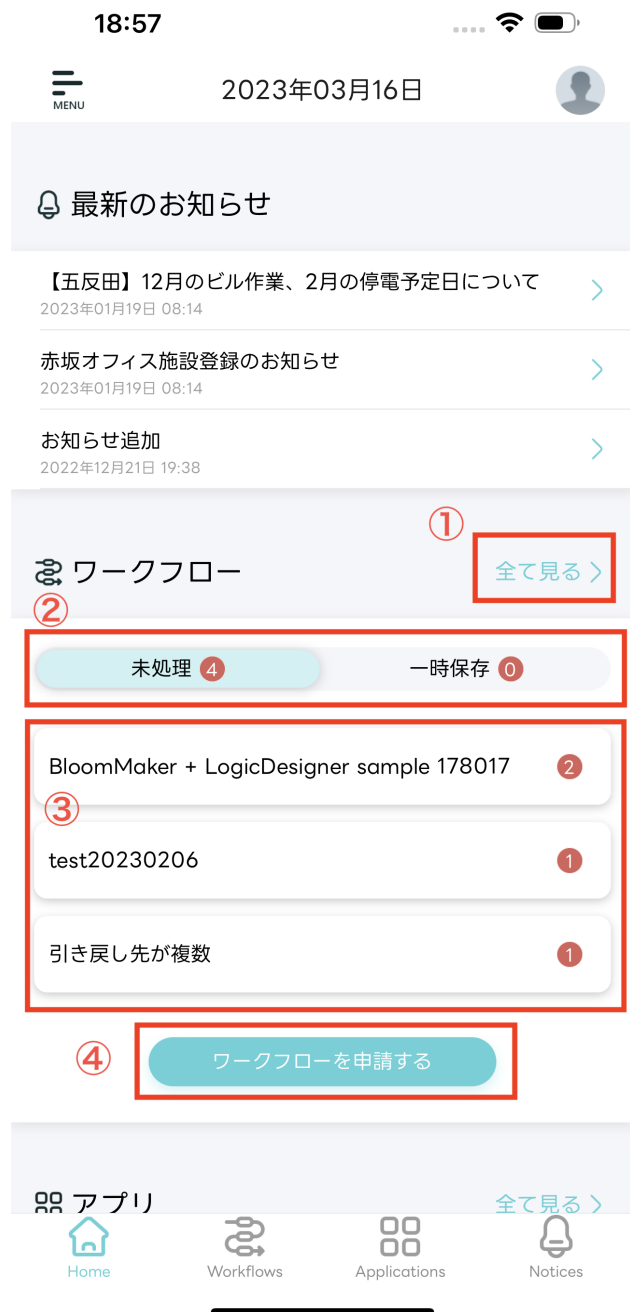 18:57
MENU
2023年03月16日
最新のお知らせ
【五反田】12月のビル作業、2月の停電予定日について
2023年01月19日 08:14
赤坂オフィス施設登録のお知らせ
2023年01月19日 08:14
お知らせ追加
2022年12月21日 19:38
①
ワークフロー 全て見る
②
未処理 4 一時保存 0
BloomMaker + LogicDesigner sample 178017 2
③
test20230206 1
引き戻し先が複数 1
④ ワークフローを申請する
アプリ 全て見る
Home Workflows Applications Notices